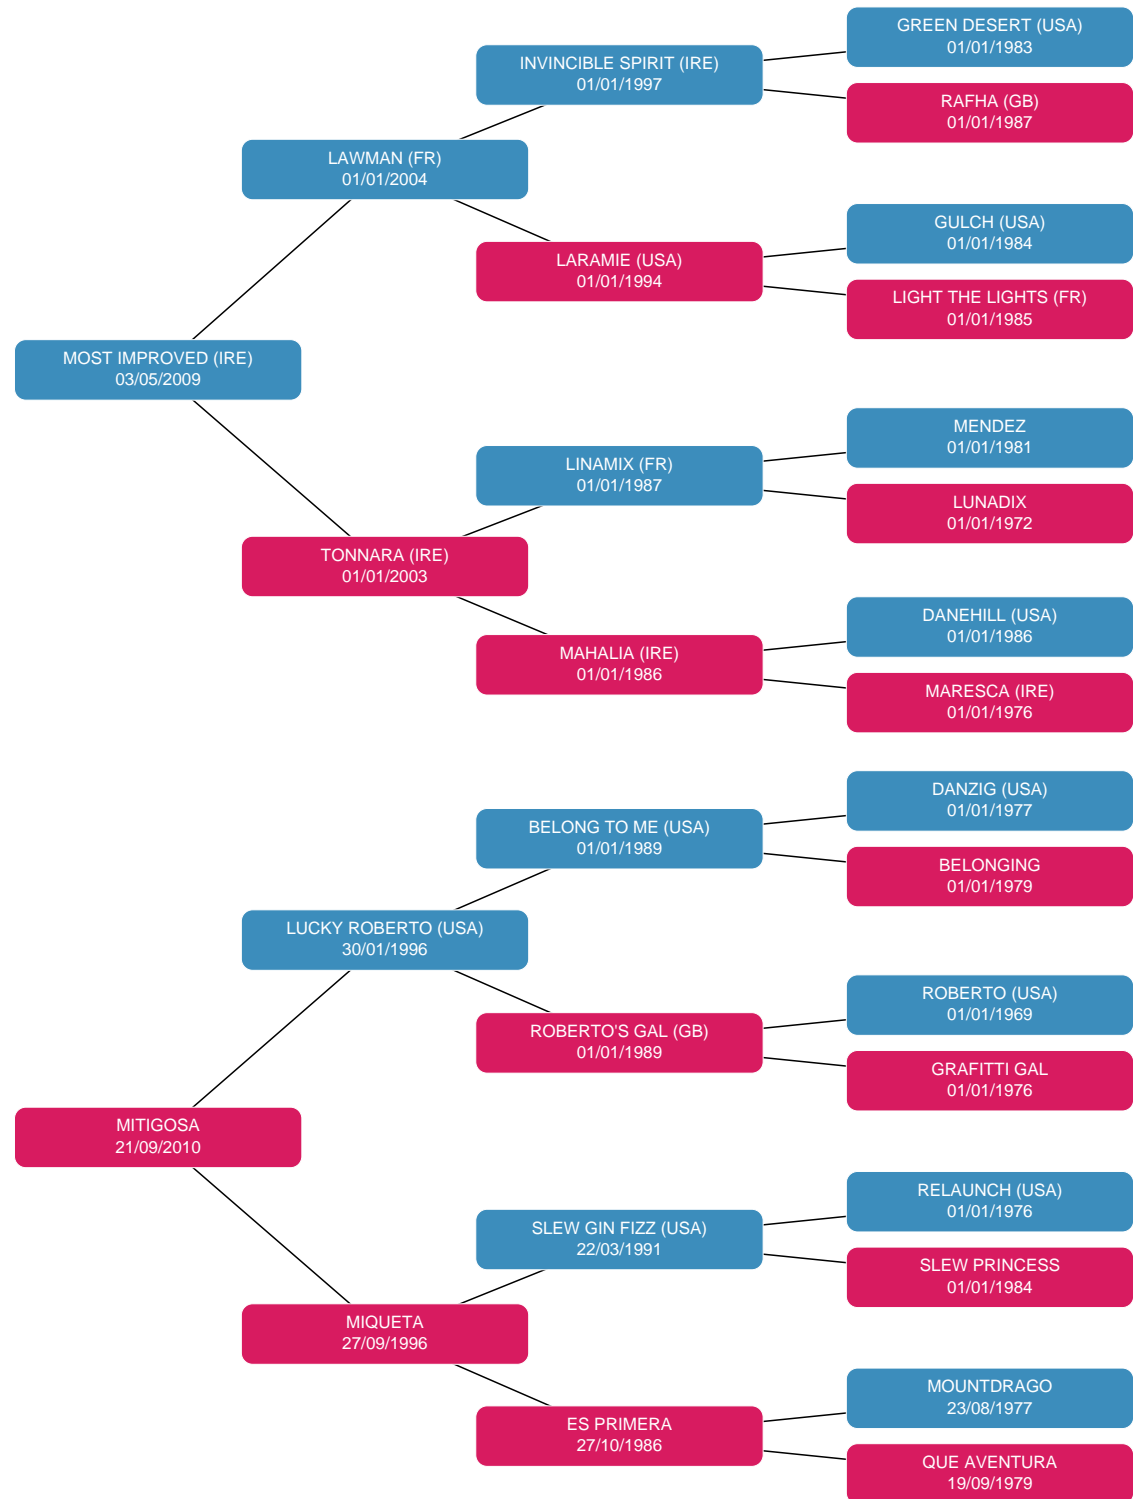 GREEN DESERT (USA)
01/01/1983
INVINCIBLE SPIRIT (IRE)
01/01/1997
RAFHA (GB)
01/01/1987
LAWMAN (FR)
01/01/2004
GULCH (USA)
01/01/1984
LARAMIE (USA)
01/01/1994
LIGHT THE LIGHTS (FR)
01/01/1985
MOST IMPROVED (IRE)
03/05/2009
MENDEZ
01/01/1981
LINAMIX (FR)
01/01/1987
LUNADIX
01/01/1972
TONNARA (IRE)
01/01/2003
DANEHILL (USA)
01/01/1986
MAHALIA (IRE)
01/01/1986
MARESCA (IRE)
01/01/1976
DANZIG (USA)
01/01/1977
BELONG TO ME (USA)
01/01/1989
BELONGING
01/01/1979
LUCKY ROBERTO (USA)
30/01/1996
ROBERTO (USA)
01/01/1969
ROBERTO'S GAL (GB)
01/01/1989
GRAFITTI GAL
01/01/1976
MITIGOSA
21/09/2010
RELAUNCH (USA)
01/01/1976
SLEW GIN FIZZ (USA)
22/03/1991
SLEW PRINCESS
01/01/1984
MIQUETA
27/09/1996
MOUNTDRAGO
23/08/1977
ES PRIMERA
27/10/1986
QUE AVENTURA
19/09/1979